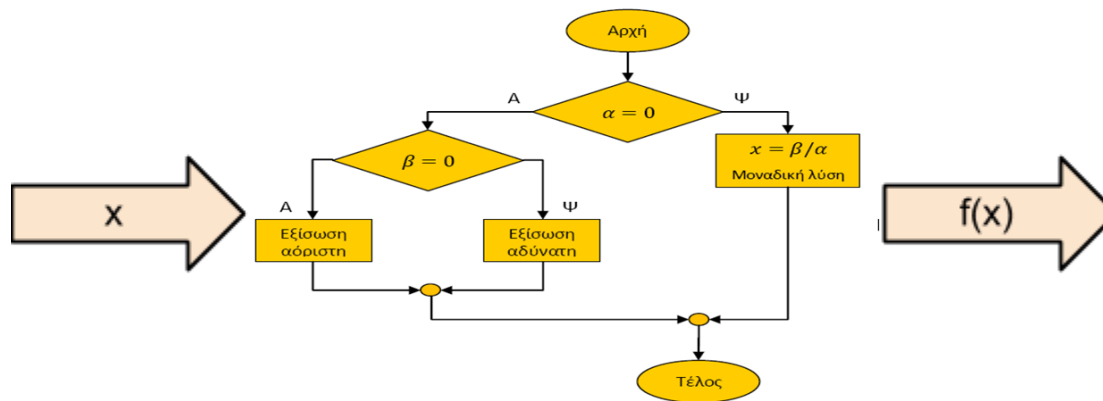 Αρχή
Α
Ψ
α = 0
β = 0
x = β/α
Μοναδική λύση
x
f(x)
Α
Ψ
Εξίσωση
αόριστη
Εξίσωση
αδύνατη
Τέλος